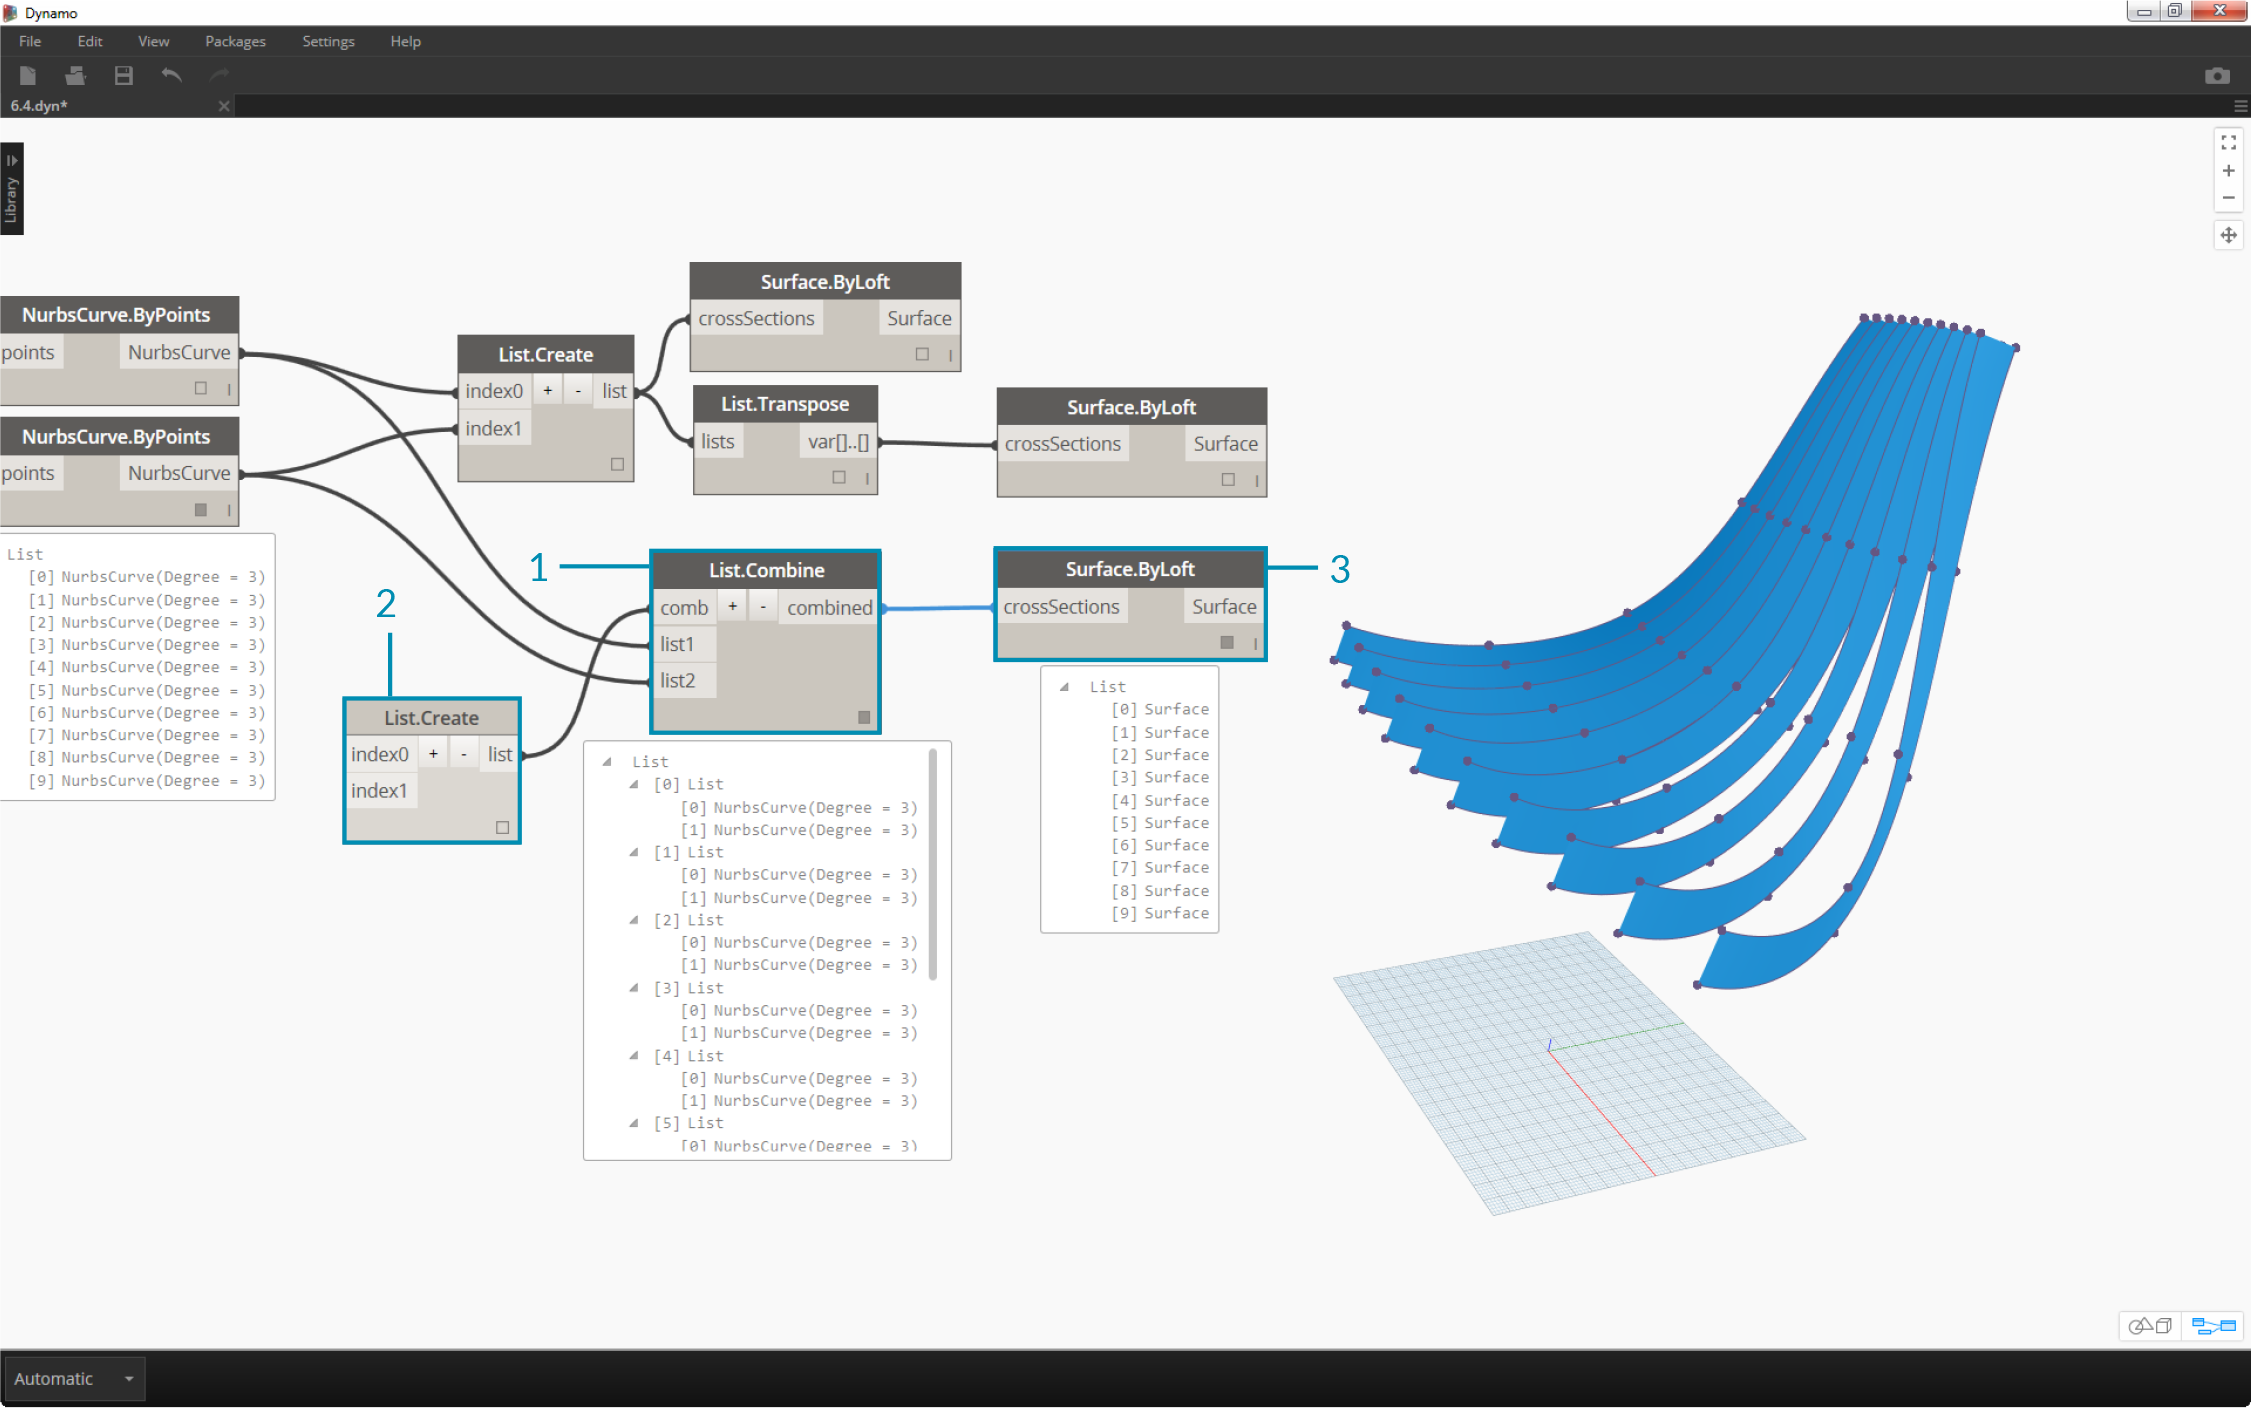 Dynamo
File Edit View Packages Settings Help
6.4.dyn*
Library
Surface.ByLoft
crossSections Surface
NurbsCurve.ByPoints
points NurbsCurve
NurbsCurve.ByPoints
points NurbsCurve
List.Create
index0 + - list
index1
List.Transpose
lists var[]..[]
Surface.ByLoft
crossSections Surface
List
[0] NurbsCurve(Degree = 3)
[1] NurbsCurve(Degree = 3)
[2] NurbsCurve(Degree = 3)
[3] NurbsCurve(Degree = 3)
[4] NurbsCurve(Degree = 3)
[5] NurbsCurve(Degree = 3)
[6] NurbsCurve(Degree = 3)
[7] NurbsCurve(Degree = 3)
[8] NurbsCurve(Degree = 3)
[9] NurbsCurve(Degree = 3)
1
List.Combine
comb + - combined
list1
list2
2
List.Create
index0 + - list
index1
3
Surface.ByLoft
crossSections Surface
List
[0] List
[0] NurbsCurve(Degree = 3)
[1] NurbsCurve(Degree = 3)
[1] List
[0] NurbsCurve(Degree = 3)
[1] NurbsCurve(Degree = 3)
[2] List
[0] NurbsCurve(Degree = 3)
[1] NurbsCurve(Degree = 3)
[3] List
[0] NurbsCurve(Degree = 3)
[1] NurbsCurve(Degree = 3)
[4] List
[0] NurbsCurve(Degree = 3)
[1] NurbsCurve(Degree = 3)
[5] List
[0] NurbsCurve(Degree = 3)
List
[0] Surface
[1] Surface
[2] Surface
[3] Surface
[4] Surface
[5] Surface
[6] Surface
[7] Surface
[8] Surface
[9] Surface
Automatic